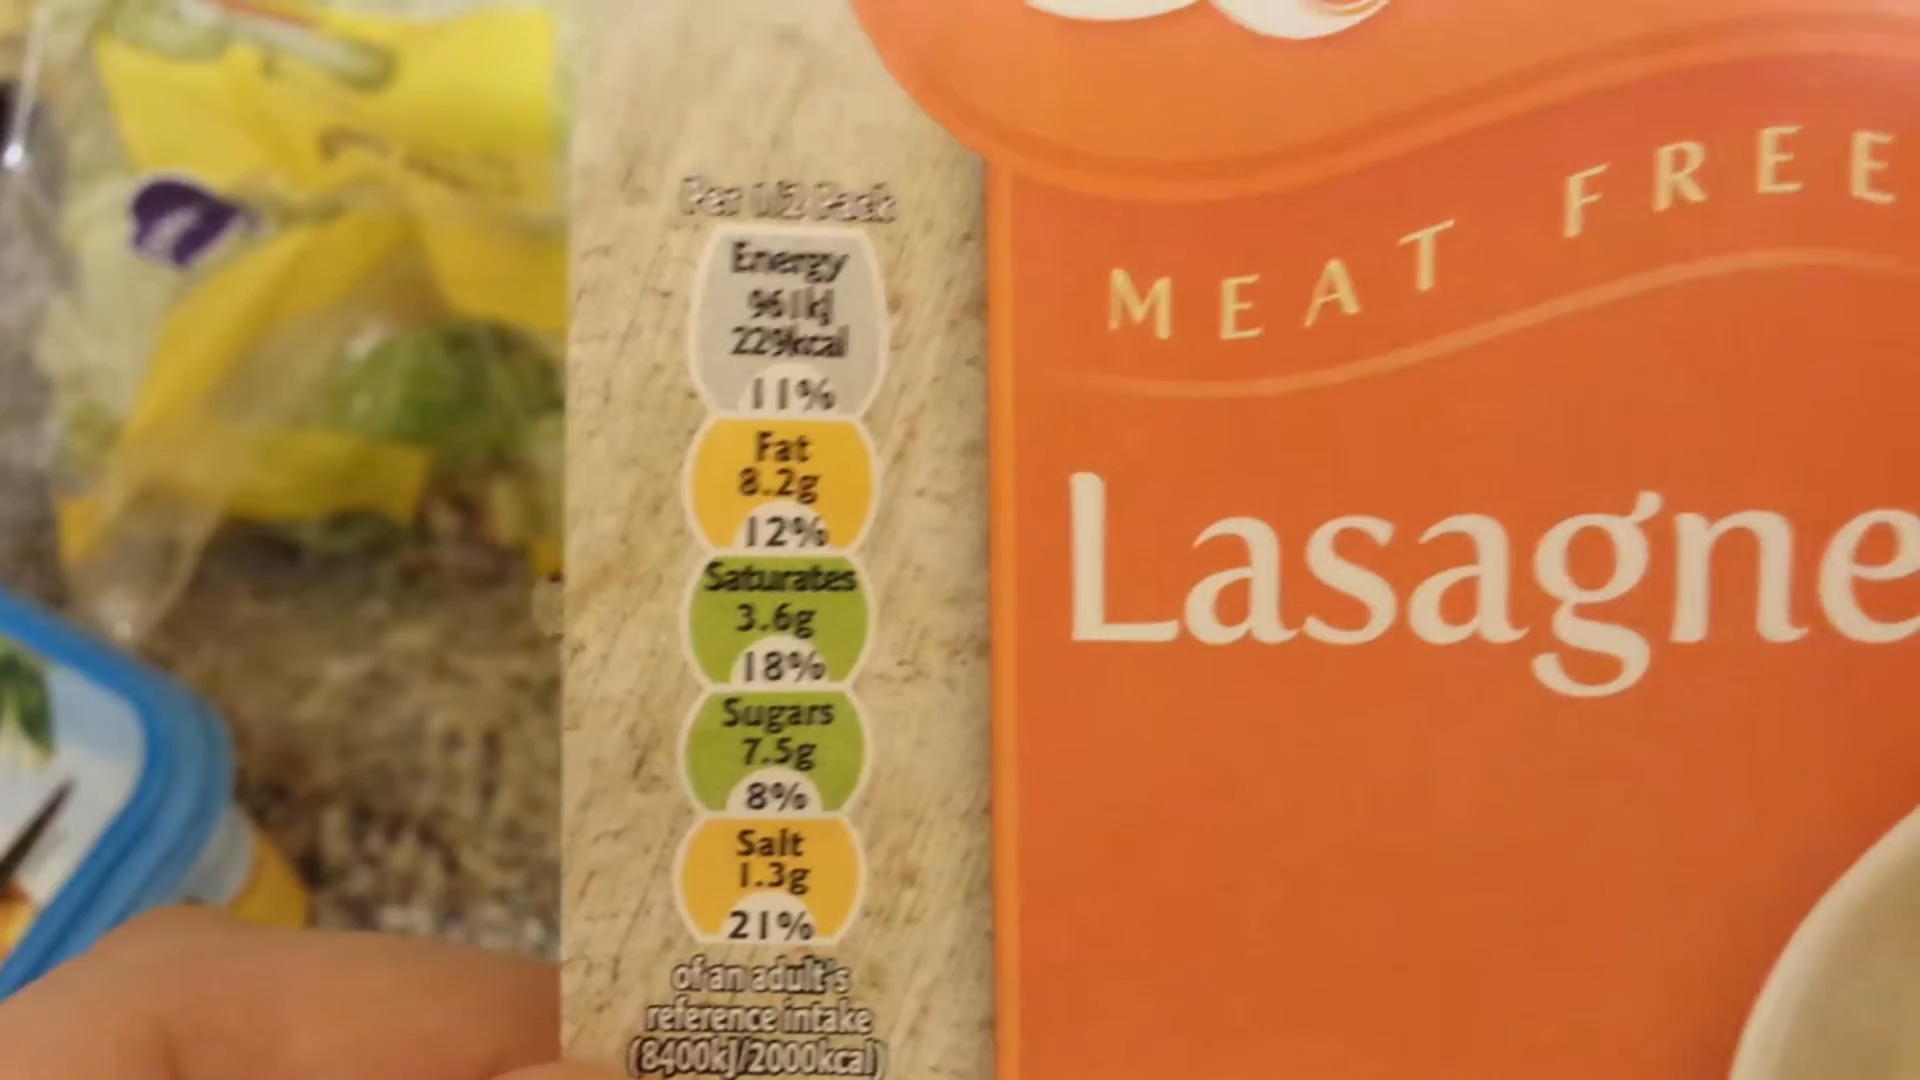 Per 1/2 Pack
Energy
961kJ
229kcal
11%
Fat
8.2g
12%
Saturates
3.6g
18%
Sugars
7.5g
8%
Salt
1.3g
21%
of an adult's
reference intake
(8400kJ/2000kcal)
MEAT FREE
Lasagne